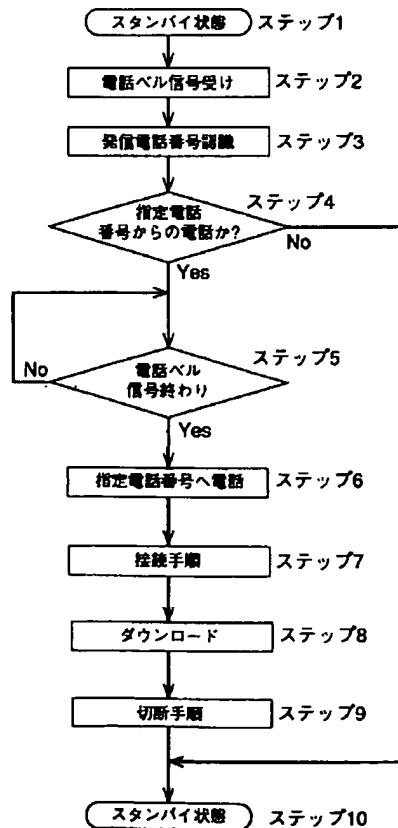 スタンバイ状態 ステップ1
電話ベル信号受け ステップ2
発信電話番号認識 ステップ3
ステップ4
指定電話
番号からの電話か?
No
Yes
ステップ5
電話ベル
信号終わり
No
Yes
指定電話番号へ電話 ステップ6
接続手順 ステップ7
ダウンロード ステップ8
切断手順 ステップ9
スタンバイ状態 ステップ10